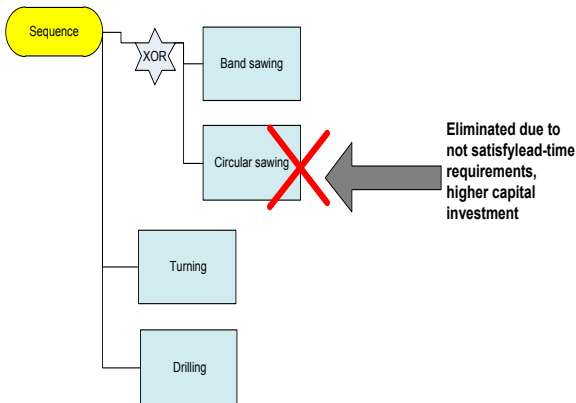 Sequence
XOR
Band sawing
Circular sawing
Eliminated due to
not satisfylead-time
requirements,
higher capital
investment
Turning
Drilling